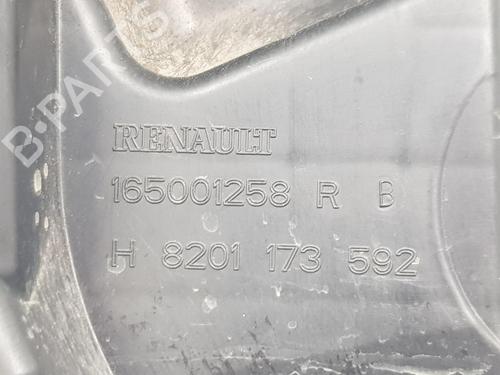 B-PARTS
RENAULT
165001258 R B
H 8201 173 592